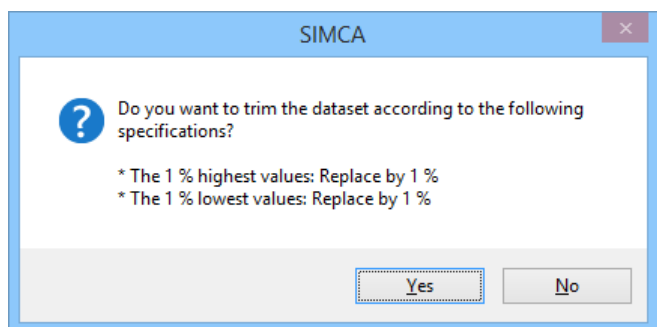 SIMCA
Do you want to trim the dataset according to the following
specifications?
* The 1 % highest values: Replace by 1 %
* The 1 % lowest values: Replace by 1 %
Yes
No